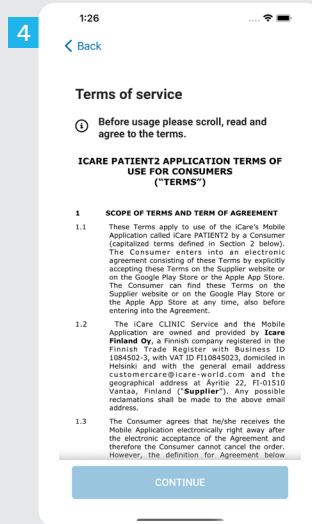 4
1:26
Back
Terms of service
Before usage please scroll, read and
agree to the terms.
ICARE PATIENT2 APPLICATION TERMS OF
USE FOR CONSUMERS
("TERMS")
1 SCOPE OF TERMS AND TERM OF AGREEMENT
1.1 These Terms apply to use of the iCare's Mobile
Application called iCare PATIENT2 by a Consumer
(capitalized terms defined in Section 2 below).
The Consumer enters into an electronic
agreement consisting of these Terms by explicitly
accepting these Terms on the Supplier website or
on the Google Play Store or the Apple App Store.
The Consumer can find these Terms on the
Supplier website or on the Google Play Store or
the Apple App Store at any time, also before
entering into the Agreement.
1.2 The iCare CLINIC Service and the Mobile
Application are owned and provided by Icare
Finland Oy, a Finnish company registered in the
Finnish Trade Register with Business ID
1084502-3, with VAT ID FI10845023, domiciled in
Helsinki and with the general email address
customercare@icare-world.com and the
geographical address at Äyritie 22, FI-01510
Vantaa, Finland ("Supplier"). Any possible
reclamations shall be made to the above email
address.
1.3 The Consumer agrees that he/she receives the
Mobile Application electronically right away after
the electronic acceptance of the Agreement and
therefore the Consumer cannot cancel the order.
However, the definition for Agreement below
CONTINUE